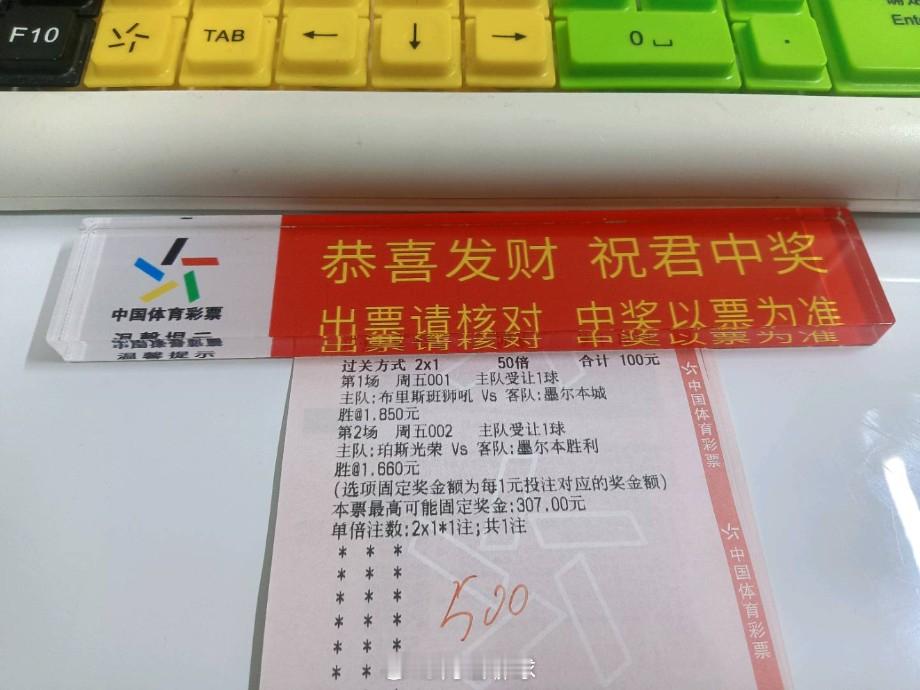 F10
TAB
←
↓
→
0
.
Enter
恭喜发财 祝君中奖
中国体育彩票
出票请核对 中奖以票为准
温馨提示
过关方式 2x1 50倍 合计 100元
第1场 周五001 主队受让1球
主队:布里斯班狮吼 Vs 客队:墨尔本城
胜@1.850元
第2场 周五002 主队受让1球
主队:珀斯光荣 Vs 客队:墨尔本胜利
胜@1.660元
(选项固定奖金额为每1元投注对应的奖金额)
本票最高可能固定奖金:307.00元
单倍注数:2x1*1注;共1注
* * *
* * *
* * *
* * *
* * *
* * *
500
中国体育彩票
中国体育彩票